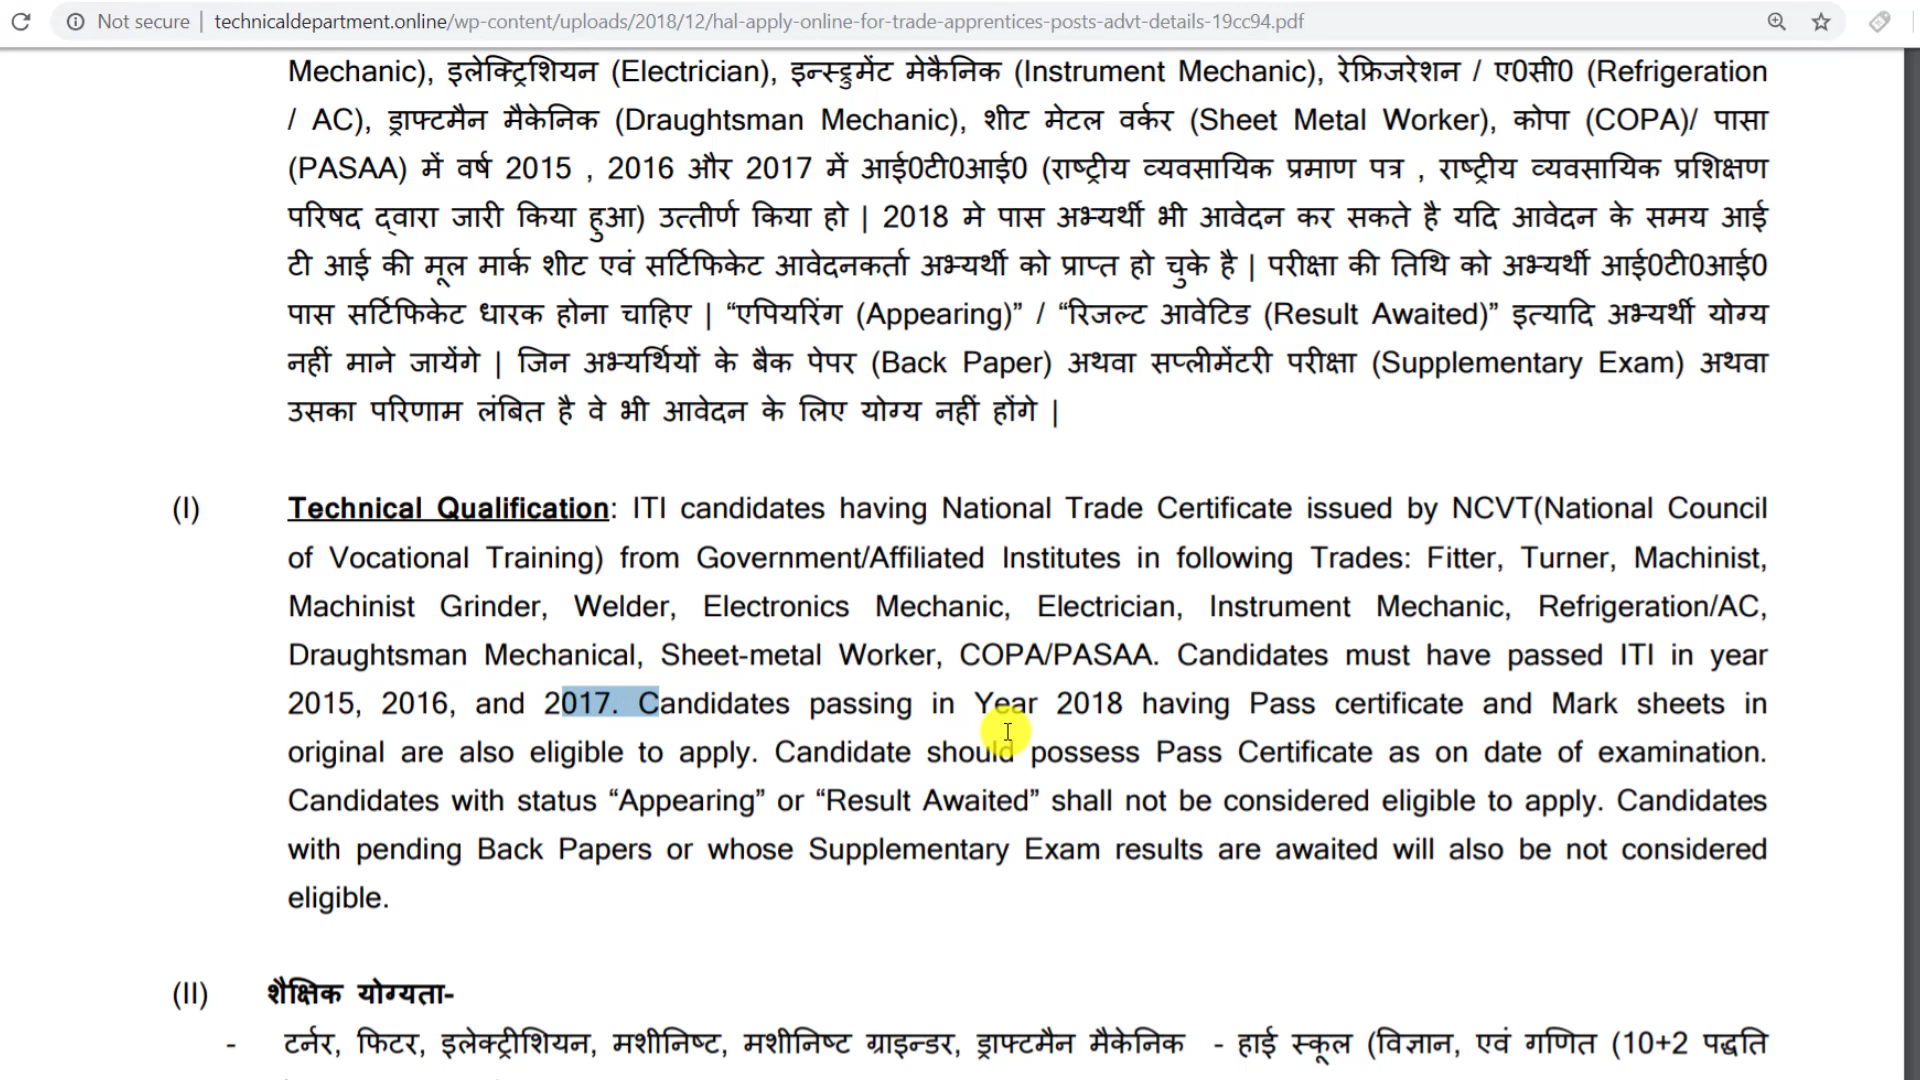 Not secure | technicaldepartment.online/wp-content/uploads/2018/12/hal-apply-online-for-trade-apprentices-posts-advt-details-19cc94.pdf
Mechanic), इलेक्ट्रिशियन (Electrician), इन्स्ट्रुमेंट मेकैनिक (Instrument Mechanic), रेफ्रिजरेशन / ए0सी0 (Refrigeration
/ AC), ड्राफ्टमैन मैकेनिक (Draughtsman Mechanic), शीट मेटल वर्कर (Sheet Metal Worker), कोपा (COPA)/ पासा
(PASAA) में वर्ष 2015 , 2016 और 2017 में आई0टी0आई0 (राष्ट्रीय व्यवसायिक प्रमाण पत्र , राष्ट्रीय व्यवसायिक प्रशिक्षण
परिषद द्वारा जारी किया हुआ) उत्तीर्ण किया हो | 2018 मे पास अभ्यर्थी भी आवेदन कर सकते है यदि आवेदन के समय आई
टी आई की मूल मार्क शीट एवं सर्टिफिकेट आवेदनकर्ता अभ्यर्थी को प्राप्त हो चुके है | परीक्षा की तिथि को अभ्यर्थी आई0टी0आई0
पास सर्टिफिकेट धारक होना चाहिए | “एपियरिंग (Appearing)” / “रिजल्ट आवेटिड (Result Awaited)” इत्यादि अभ्यर्थी योग्य
नहीं माने जायेंगे | जिन अभ्यर्थियों के बैक पेपर (Back Paper) अथवा सप्लीमेंटरी परीक्षा (Supplementary Exam) अथवा
उसका परिणाम लंबित है वे भी आवेदन के लिए योग्य नहीं होंगे |
(I) Technical Qualification: ITI candidates having National Trade Certificate issued by NCVT(National Council
of Vocational Training) from Government/Affiliated Institutes in following Trades: Fitter, Turner, Machinist,
Machinist Grinder, Welder, Electronics Mechanic, Electrician, Instrument Mechanic, Refrigeration/AC,
Draughtsman Mechanical, Sheet-metal Worker, COPA/PASAA. Candidates must have passed ITI in year
2015, 2016, and 2017. Candidates passing in Year 2018 having Pass certificate and Mark sheets in
original are also eligible to apply. Candidate should possess Pass Certificate as on date of examination.
Candidates with status “Appearing” or “Result Awaited” shall not be considered eligible to apply. Candidates
with pending Back Papers or whose Supplementary Exam results are awaited will also be not considered
eligible.
(II) शैक्षिक योग्यता-
- टर्नर, फिटर, इलेक्ट्रीशियन, मशीनिष्ट, मशीनिष्ट ग्राइन्डर, ड्राफ्टमैन मैकेनिक - हाई स्कूल (विज्ञान, एवं गणित (10+2 पद्धति